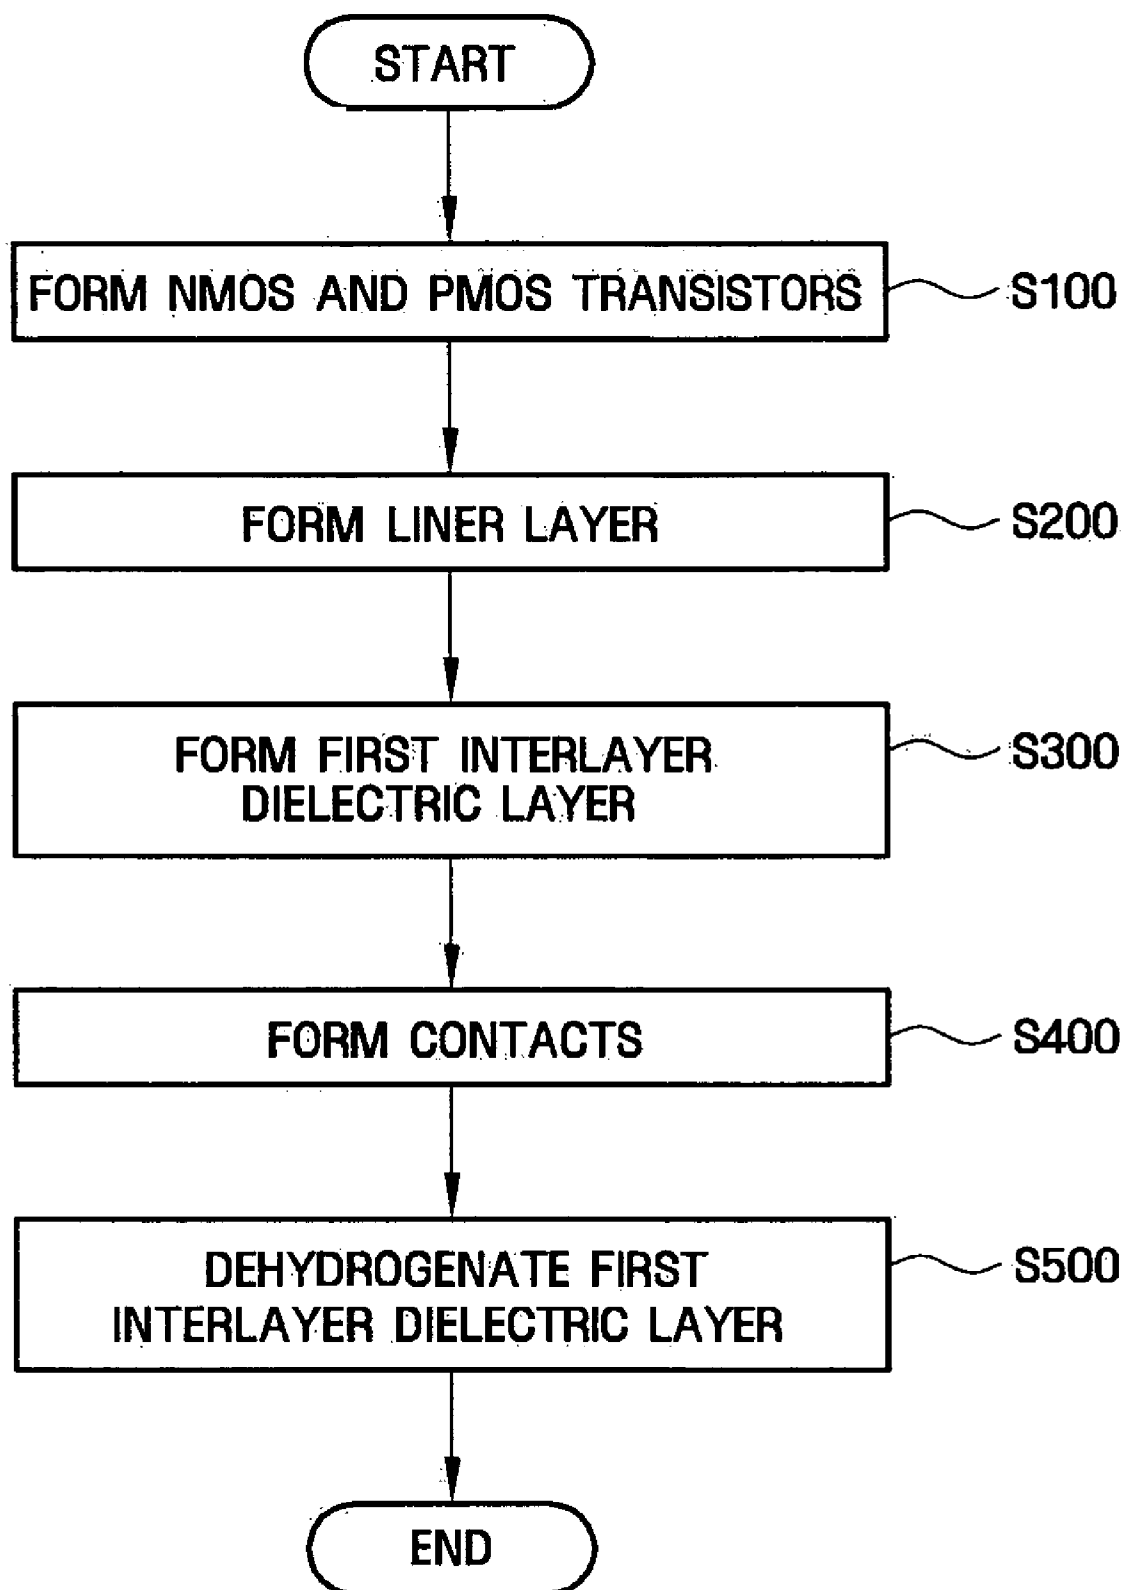 START
FORM NMOS AND PMOS TRANSISTORS
S100
FORM LINER LAYER
S200
FORM FIRST INTERLAYER
DIELECTRIC LAYER
S300
FORM CONTACTS
S400
DEHYDROGENATE FIRST
INTERLAYER DIELECTRIC LAYER
S500
END